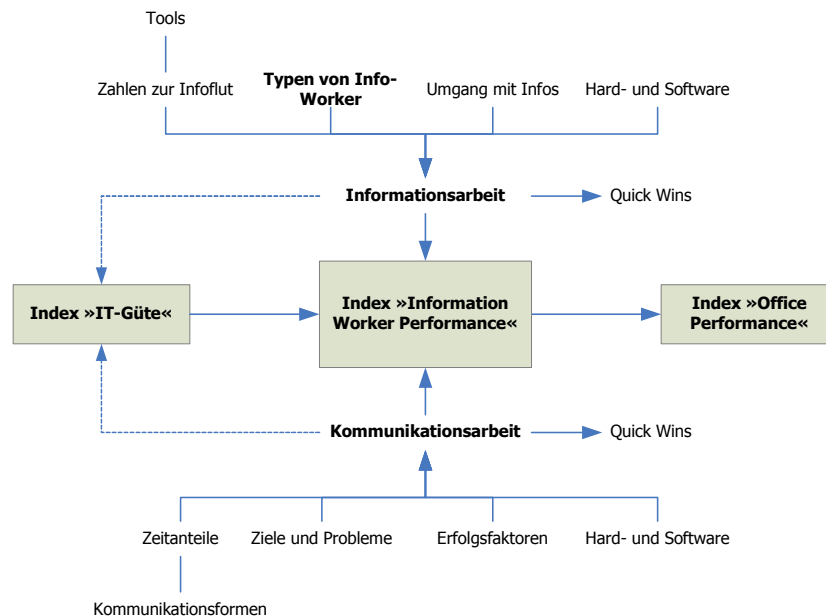 Tools
Zahlen zur Infoflut
Typen von Info-
Worker
Umgang mit Infos
Hard- und Software
Informationsarbeit
Quick Wins
Index »IT-Güte«
Index »Information
Worker Performance«
Index »Office
Performance«
Kommunikationsarbeit
Quick Wins
Zeitanteile
Ziele und Probleme
Erfolgsfaktoren
Hard- und Software
Kommunikationsformen